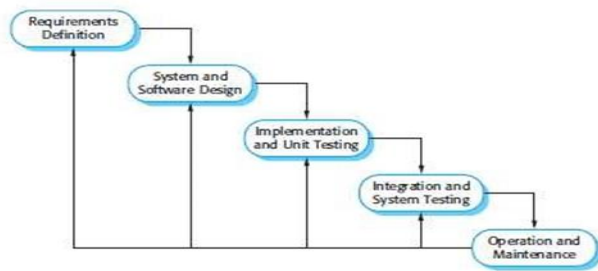 Requirements
Definition
System and
Software Design
Implementation
and Unit Testing
Integration and
System Testing
Operation and
Maintenance